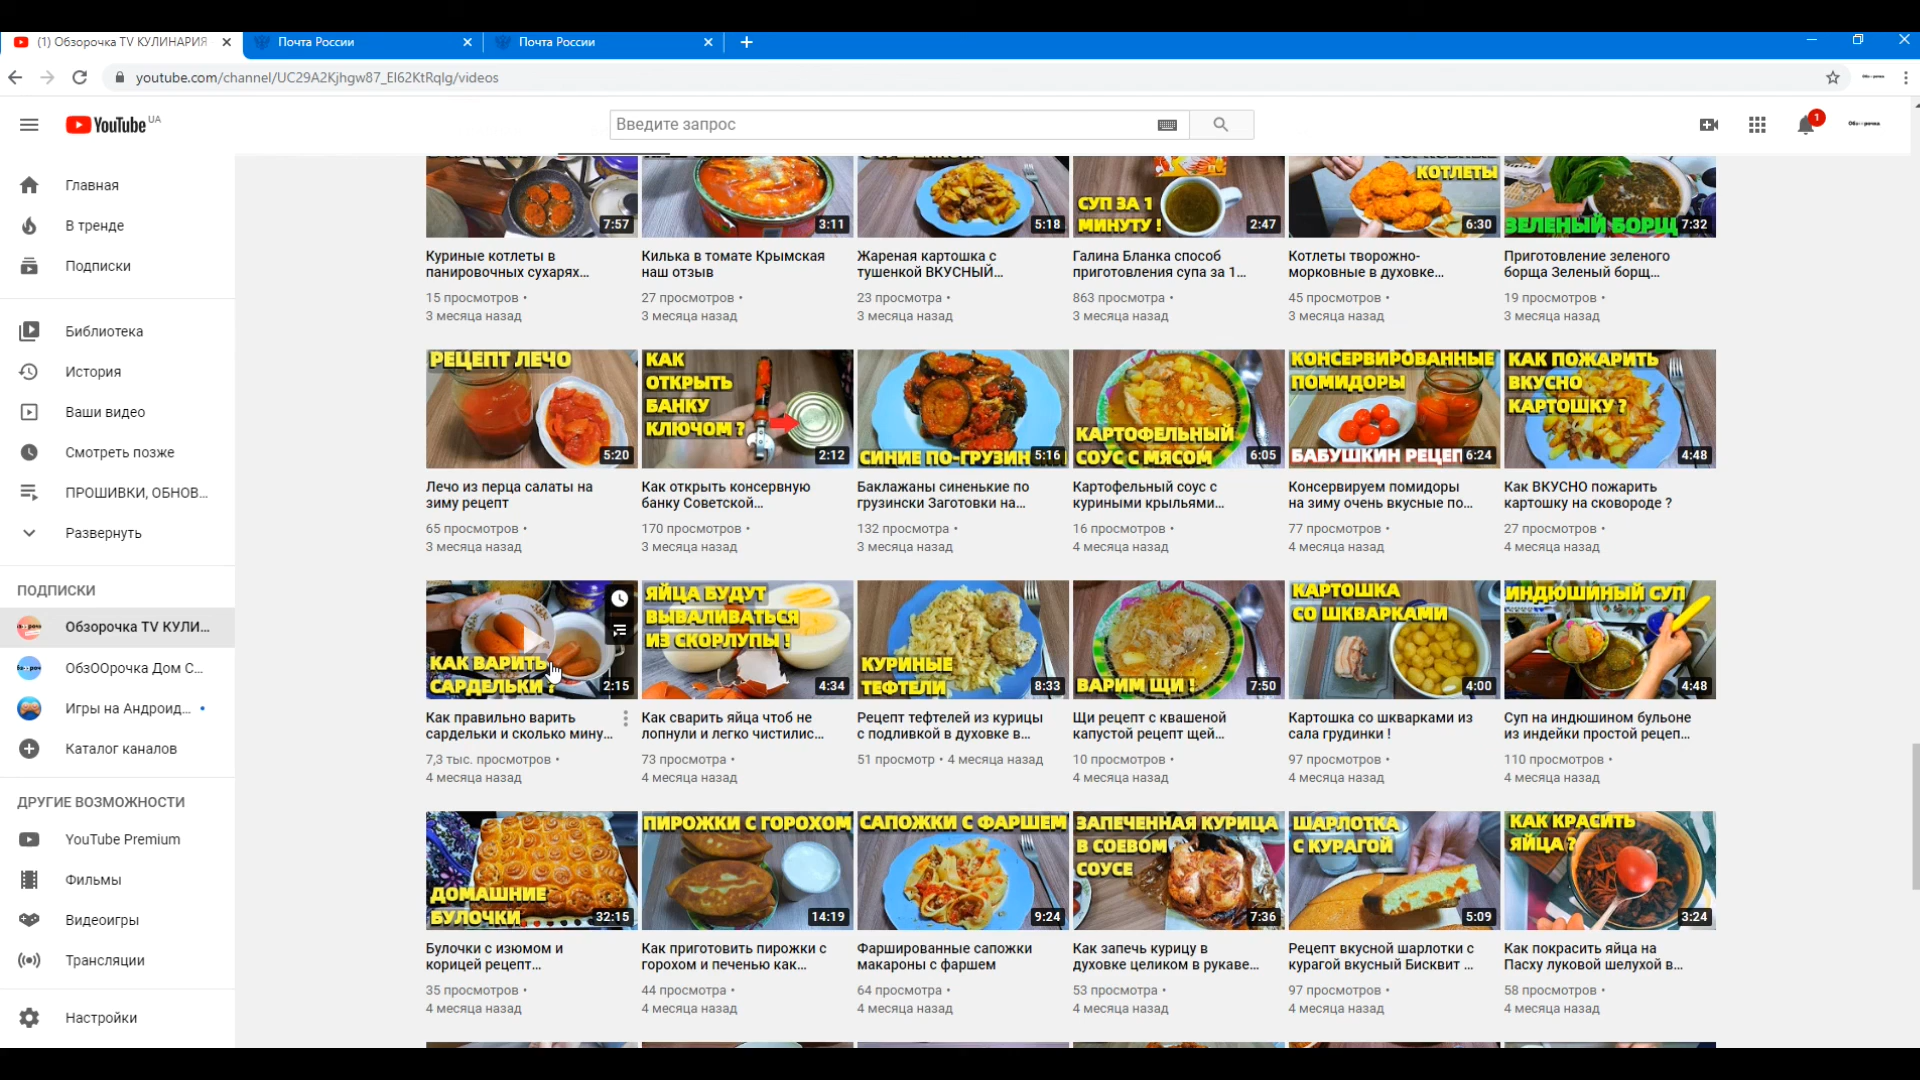 (1) Обзорочка TV КУЛИНАРИЯ
Почта России
Почта России
youtube.com/channel/UC29A2Kjhgw87_EI62KtRqlg/videos
YouTube UA
Введите запрос
1
Главная
В тренде
Подписки
Библиотека
История
Ваши видео
Смотреть позже
ПРОШИВКИ, ОБНОВ...
Развернуть
ПОДПИСКИ
Обзорочка TV КУЛИ...
ОбзООрочка Дом С...
Игры на Андроид...
Каталог каналов
ДРУГИЕ ВОЗМОЖНОСТИ
YouTube Premium
Фильмы
Видеоигры
Трансляции
Настройки
7:57
3:11
5:18
СУП ЗА 1
МИНУТУ !
2:47
КОТЛЕТЫ
6:30
ЗЕЛЕНЫЙ БОРЩ
7:32
Куриные котлеты в
панировочных сухарях...
15 просмотров •
3 месяца назад
Килька в томате Крымская
наш отзыв
27 просмотров •
3 месяца назад
Жареная картошка с
тушенкой ВКУСНЫЙ...
23 просмотра •
3 месяца назад
Галина Бланка способ
приготовления супа за 1...
863 просмотра •
3 месяца назад
Котлеты творожно-
морковные в духовке...
45 просмотров •
3 месяца назад
Приготовление зеленого
борща Зеленый борщ...
19 просмотров •
3 месяца назад
РЕЦЕПТ ЛЕЧО
5:20
КАК
ОТКРЫТЬ
БАНКУ
КЛЮЧОМ ?
2:12
СИНИЕ ПО-ГРУЗИН
5:16
КАРТОФЕЛЬНЫЙ
СОУС С МЯСОМ
6:05
КОНСЕРВИРОВАННЫЕ
ПОМИДОРЫ
БАБУШКИН РЕЦЕП
6:24
КАК ПОЖАРИТЬ
ВКУСНО
КАРТОШКУ ?
4:48
Лечо из перца салаты на
зиму рецепт
65 просмотров •
3 месяца назад
Как открыть консервную
банку Советской...
170 просмотров •
3 месяца назад
Баклажаны синенькие по
грузински Заготовки на...
132 просмотра •
3 месяца назад
Картофельный соус с
куриными крыльями...
16 просмотров •
4 месяца назад
Консервируем помидоры
на зиму очень вкусные по...
77 просмотров •
4 месяца назад
Как ВКУСНО пожарить
картошку на сковороде ?
27 просмотров •
4 месяца назад
КАК ВАРИТЬ
САРДЕЛЬКИ ?
2:15
ЯЙЦА БУДУТ
ВЫВАЛИВАТЬСЯ
ИЗ СКОРЛУПЫ !
4:34
КУРИНЫЕ
ТЕФТЕЛИ
8:33
ВАРИМ ЩИ !
7:50
КАРТОШКА
СО ШКВАРКАМИ
4:00
ИНДЮШИНЫЙ СУП
4:48
Как правильно варить
сардельки и сколько мину...
7,3 тыс. просмотров •
4 месяца назад
Как сварить яйца чтоб не
лопнули и легко чистилис...
73 просмотра •
4 месяца назад
Рецепт тефтелей из курицы
с подливкой в духовке в...
51 просмотр • 4 месяца назад
Щи рецепт с квашеной
капустой рецепт щей...
10 просмотров •
4 месяца назад
Картошка со шкварками из
сала грудинки !
97 просмотров •
4 месяца назад
Суп на индюшином бульоне
из индейки простой рецеп...
110 просмотров •
4 месяца назад
ДОМАШНИЕ
БУЛОЧКИ
32:15
ПИРОЖКИ С ГОРОХОМ
14:19
САПОЖКИ С ФАРШЕМ
9:24
ЗАПЕЧЕННАЯ КУРИЦА
В СОЕВОМ
СОУСЕ
7:36
ШАРЛОТКА
С КУРАГОЙ
5:09
КАК КРАСИТЬ
ЯЙЦА ?
3:24
Булочки с изюмом и
корицей рецепт...
35 просмотров •
4 месяца назад
Как приготовить пирожки с
горохом и печенью как...
44 просмотра •
4 месяца назад
Фаршированные сапожки
макароны с фаршем
64 просмотра •
4 месяца назад
Как запечь курицу в
духовке целиком в рукаве...
53 просмотра •
4 месяца назад
Рецепт вкусной шарлотки с
курагой вкусный Бисквит ...
97 просмотров •
4 месяца назад
Как покрасить яйца на
Пасху луковой шелухой в...
58 просмотров •
4 месяца назад